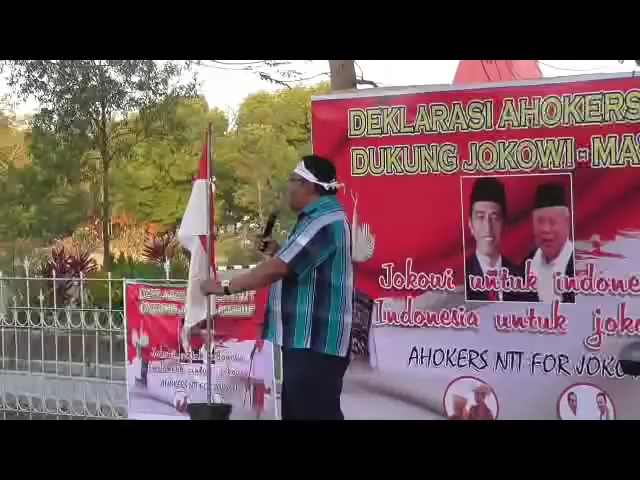 DEKLARASI AHOKERS
DUKUNG JOKOWI - MA
Jokowi untuk indone
Indonesia untuk joko
AHOKERS NTT FOR JOKO